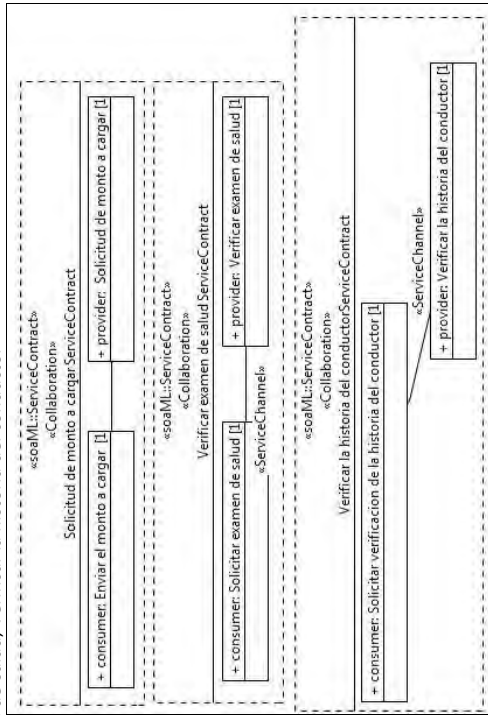 «soaML::ServiceContract»
«Collaboration»
Solicitud de monto a cargar ServiceContract
+ consumer: Enviar el monto a cargar [1
+ provider: Solicitud de monto a cargar [1
«soaML::ServiceContract»
«Collaboration»
Verificar examen de salud ServiceContract
+ consumer: Solicitar examen de salud [1
+ provider: Verificar examen de salud [1
«ServiceChannel»
«soaML::ServiceContract»
«Collaboration»
Verificar la historia del conductorServiceContract
+ consumer: Solicitar verificacion de la historia del conductor [1
«ServiceChannel»
+ provider: Verificar la historia del conductor [1